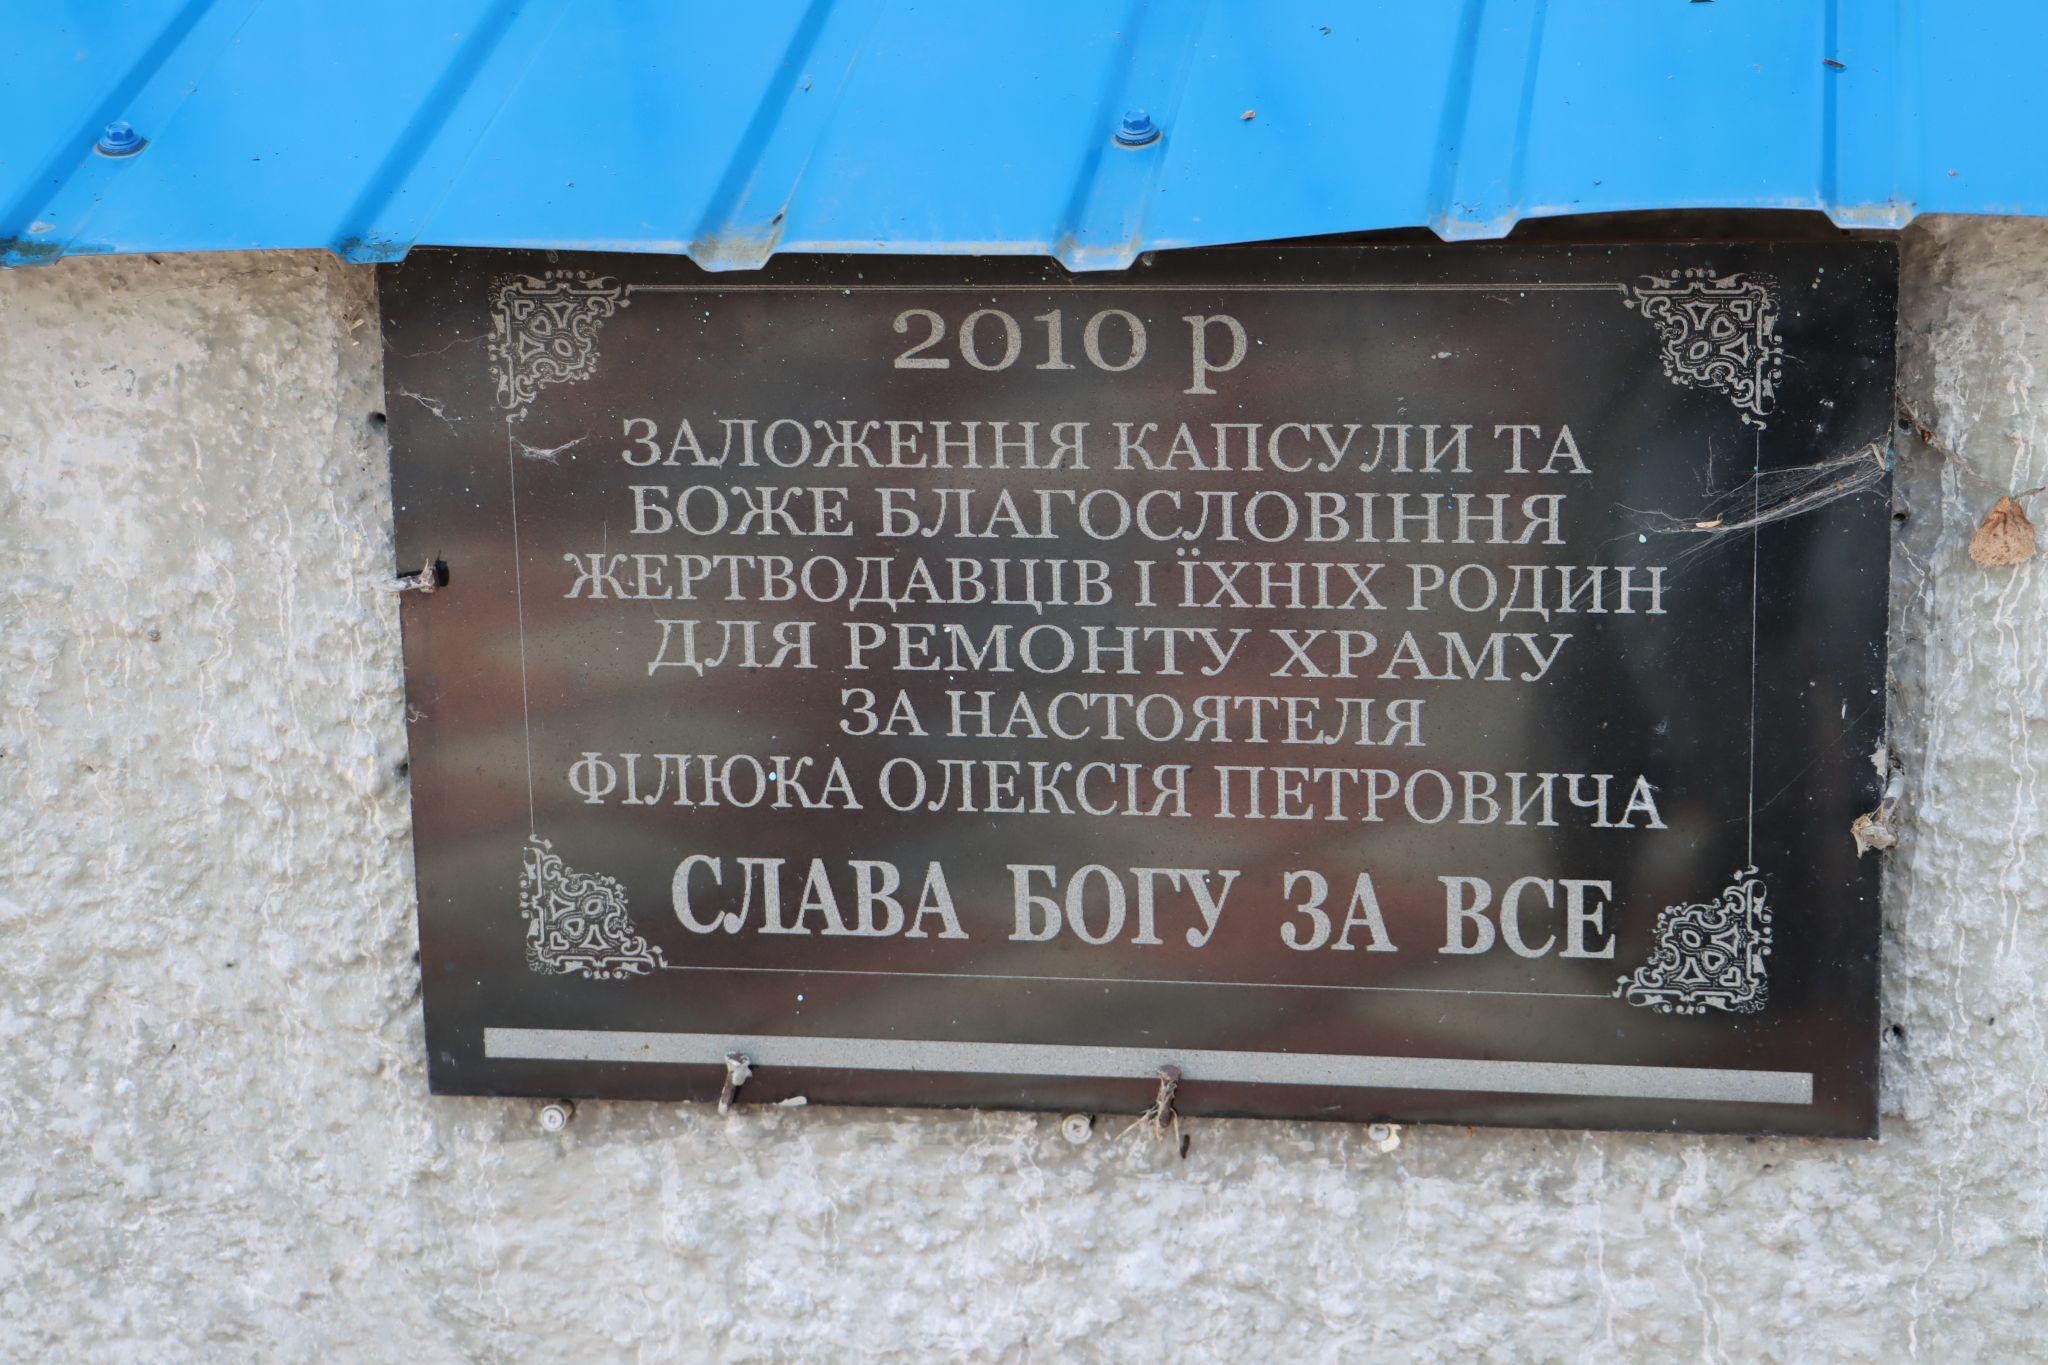 2010 р
ЗАЛОЖЕННЯ КАПСУЛИ ТА
БОЖЕ БЛАГОСЛОВІННЯ
ЖЕРТВОДАВЦІВ І ЇХНІХ РОДИН
ДЛЯ РЕМОНТУ ХРАМУ
ЗА НАСТОЯТЕЛЯ
ФІЛЮКА ОЛЕКСІЯ ПЕТРОВИЧА
СЛАВА БОГУ ЗА ВСЕ